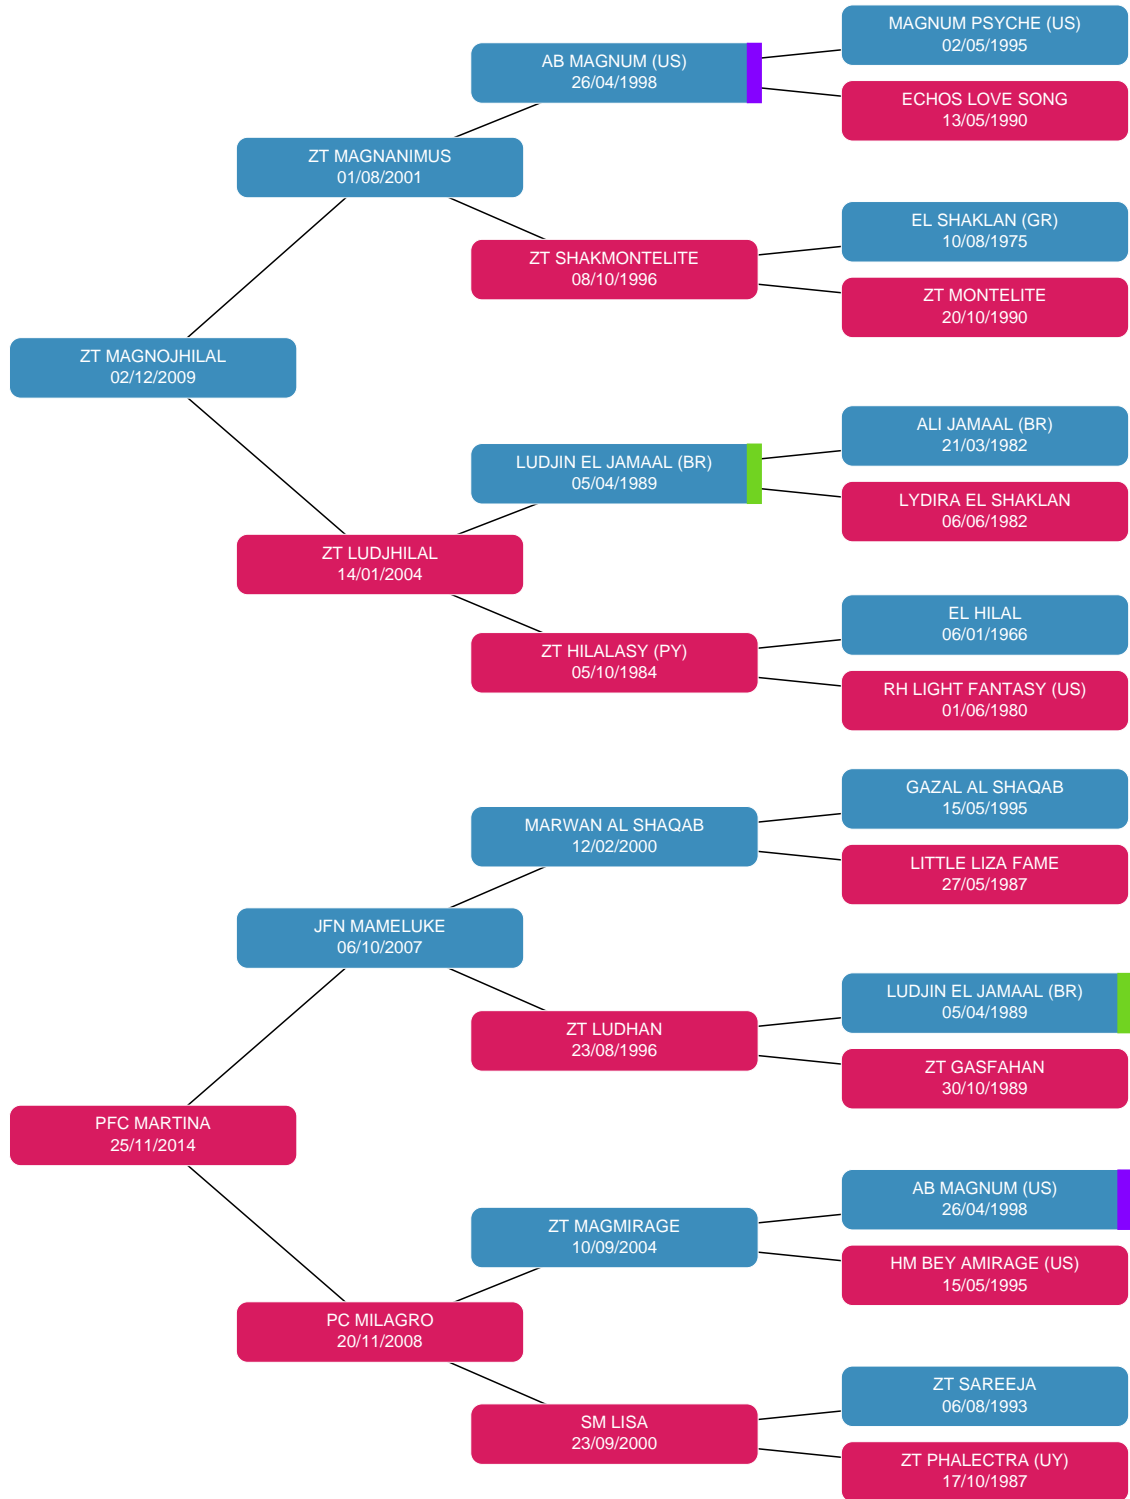 MAGNUM PSYCHE (US)
02/05/1995
AB MAGNUM (US)
26/04/1998
ECHOS LOVE SONG
13/05/1990
ZT MAGNANIMUS
01/08/2001
EL SHAKLAN (GR)
10/08/1975
ZT SHAKMONTELITE
08/10/1996
ZT MONTELITE
20/10/1990
ZT MAGNOJHILAL
02/12/2009
ALI JAMAAL (BR)
21/03/1982
LUDJIN EL JAMAAL (BR)
05/04/1989
LYDIRA EL SHAKLAN
06/06/1982
ZT LUDJHILAL
14/01/2004
EL HILAL
06/01/1966
ZT HILALASY (PY)
05/10/1984
RH LIGHT FANTASY (US)
01/06/1980
GAZAL AL SHAQAB
15/05/1995
MARWAN AL SHAQAB
12/02/2000
LITTLE LIZA FAME
27/05/1987
JFN MAMELUKE
06/10/2007
LUDJIN EL JAMAAL (BR)
05/04/1989
ZT LUDHAN
23/08/1996
ZT GASFAHAN
30/10/1989
PFC MARTINA
25/11/2014
AB MAGNUM (US)
26/04/1998
ZT MAGMIRAGE
10/09/2004
HM BEY AMIRAGE (US)
15/05/1995
PC MILAGRO
20/11/2008
ZT SAREEJA
06/08/1993
SM LISA
23/09/2000
ZT PHALECTRA (UY)
17/10/1987